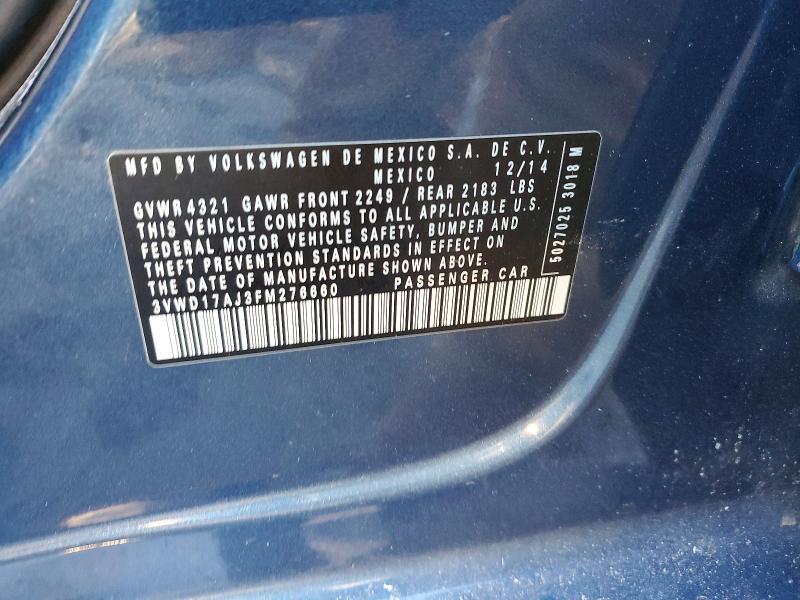 MFD BY VOLKSWAGEN DE MEXICO S.A. DE C.V.
MEXICO 12/14
GVWR 4321 GAWR FRONT 2249 / REAR 2183 LBS
THIS VEHICLE CONFORMS TO ALL APPLICABLE U.S.
FEDERAL MOTOR VEHICLE SAFETY, BUMPER AND
THEFT PREVENTION STANDARDS IN EFFECT ON
THE DATE OF MANUFACTURE SHOWN ABOVE.
3VWD17AJ3FM276660 PASSENGER CAR
5027025 3018 M